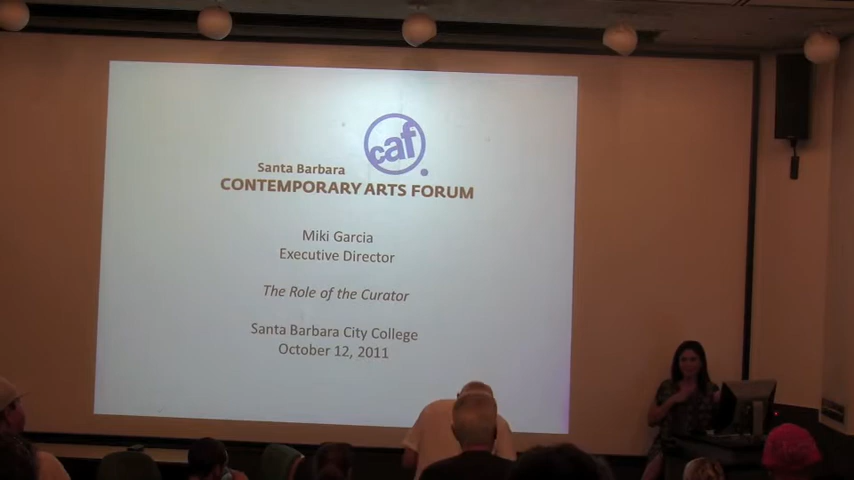 caf
Santa Barbara
CONTEMPORARY ARTS FORUM
Miki Garcia
Executive Director
The Role of the Curator
Santa Barbara City College
October 12, 2011